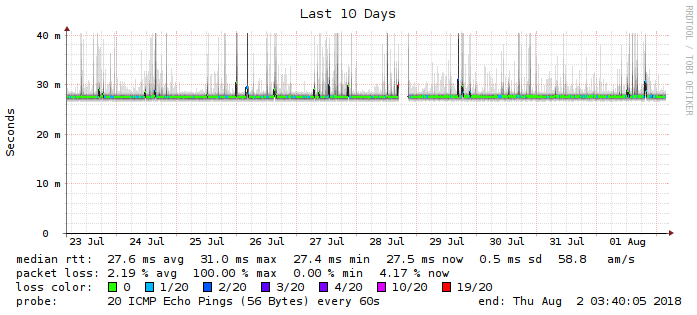 Last 10 Days
RRDTOOL / TOBI OETIKER
Seconds
40 m
30 m
20 m
10 m
0
23 Jul 24 Jul 25 Jul 26 Jul 27 Jul 28 Jul 29 Jul 30 Jul 31 Jul 01 Aug
median rtt: 27.6 ms avg 31.0 ms max 27.4 ms min 27.5 ms now 0.5 ms sd 58.8 am/s
packet loss: 2.19 % avg 100.00 % max 0.00 % min 4.17 % now
loss color: 0 1/20 2/20 3/20 4/20 10/20 19/20
probe: 20 ICMP Echo Pings (56 Bytes) every 60s end: Thu Aug 2 03:40:05 2018